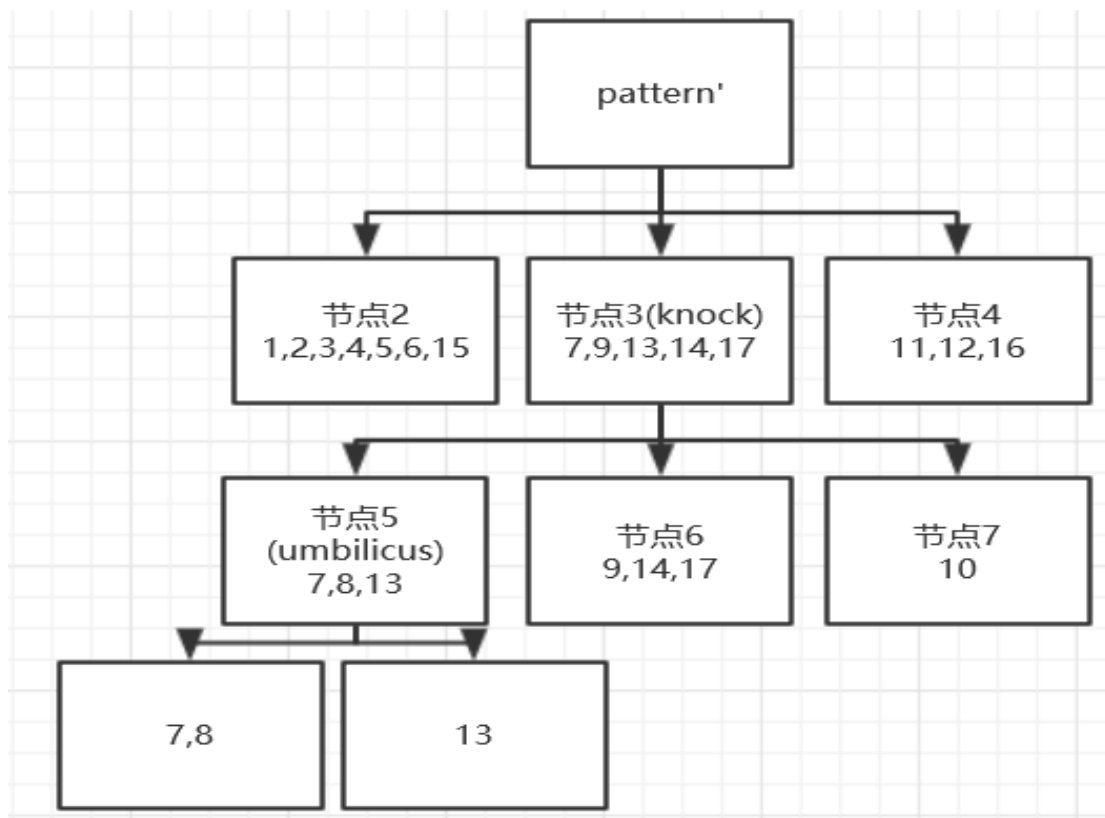 pattern'
节点2
1,2,3,4,5,6,15
节点3(knock)
7,9,13,14,17
节点4
11,12,16
节点5
(umbilicus)
7,8,13
节点6
9,14,17
节点7
10
7,8
13